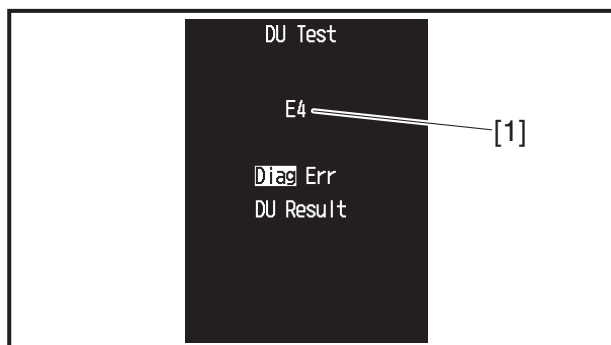 DU Test
E4
[1]
Diag Err
DU Result